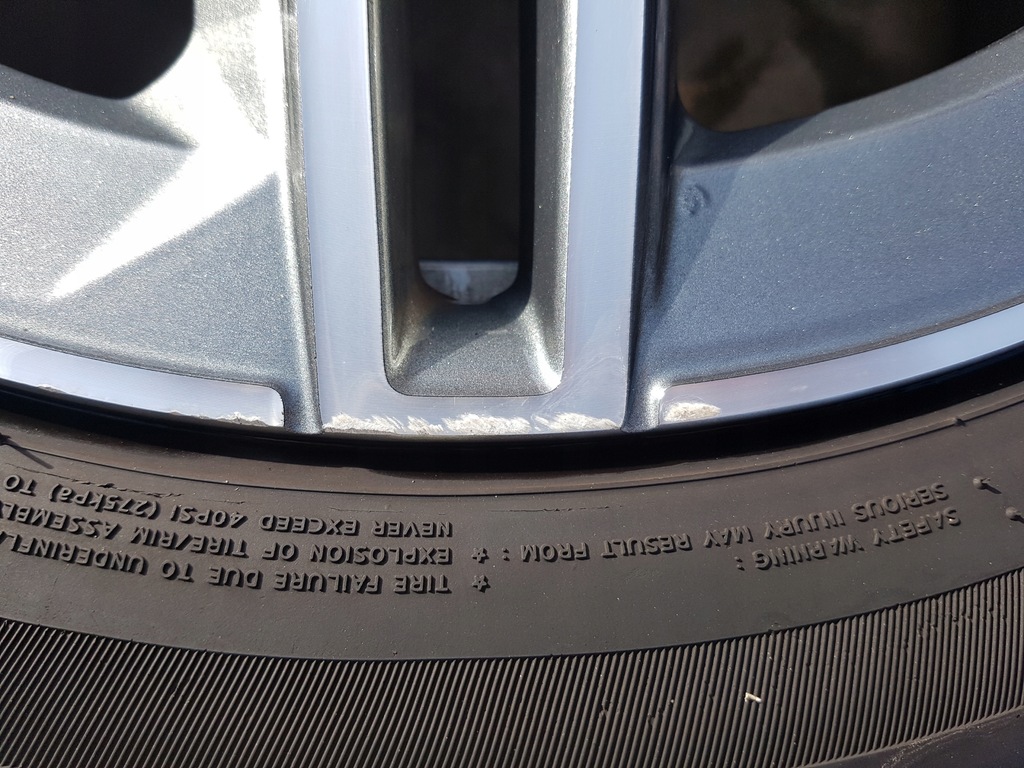 SAFETY WARNING :
SERIOUS INJURY MAY RESULT FROM :
* TIRE FAILURE DUE TO
* EXPLOSION OF TIRE/RIM ASSEMBLY
NEVER EXCEED 40PSI (275kPa) TO